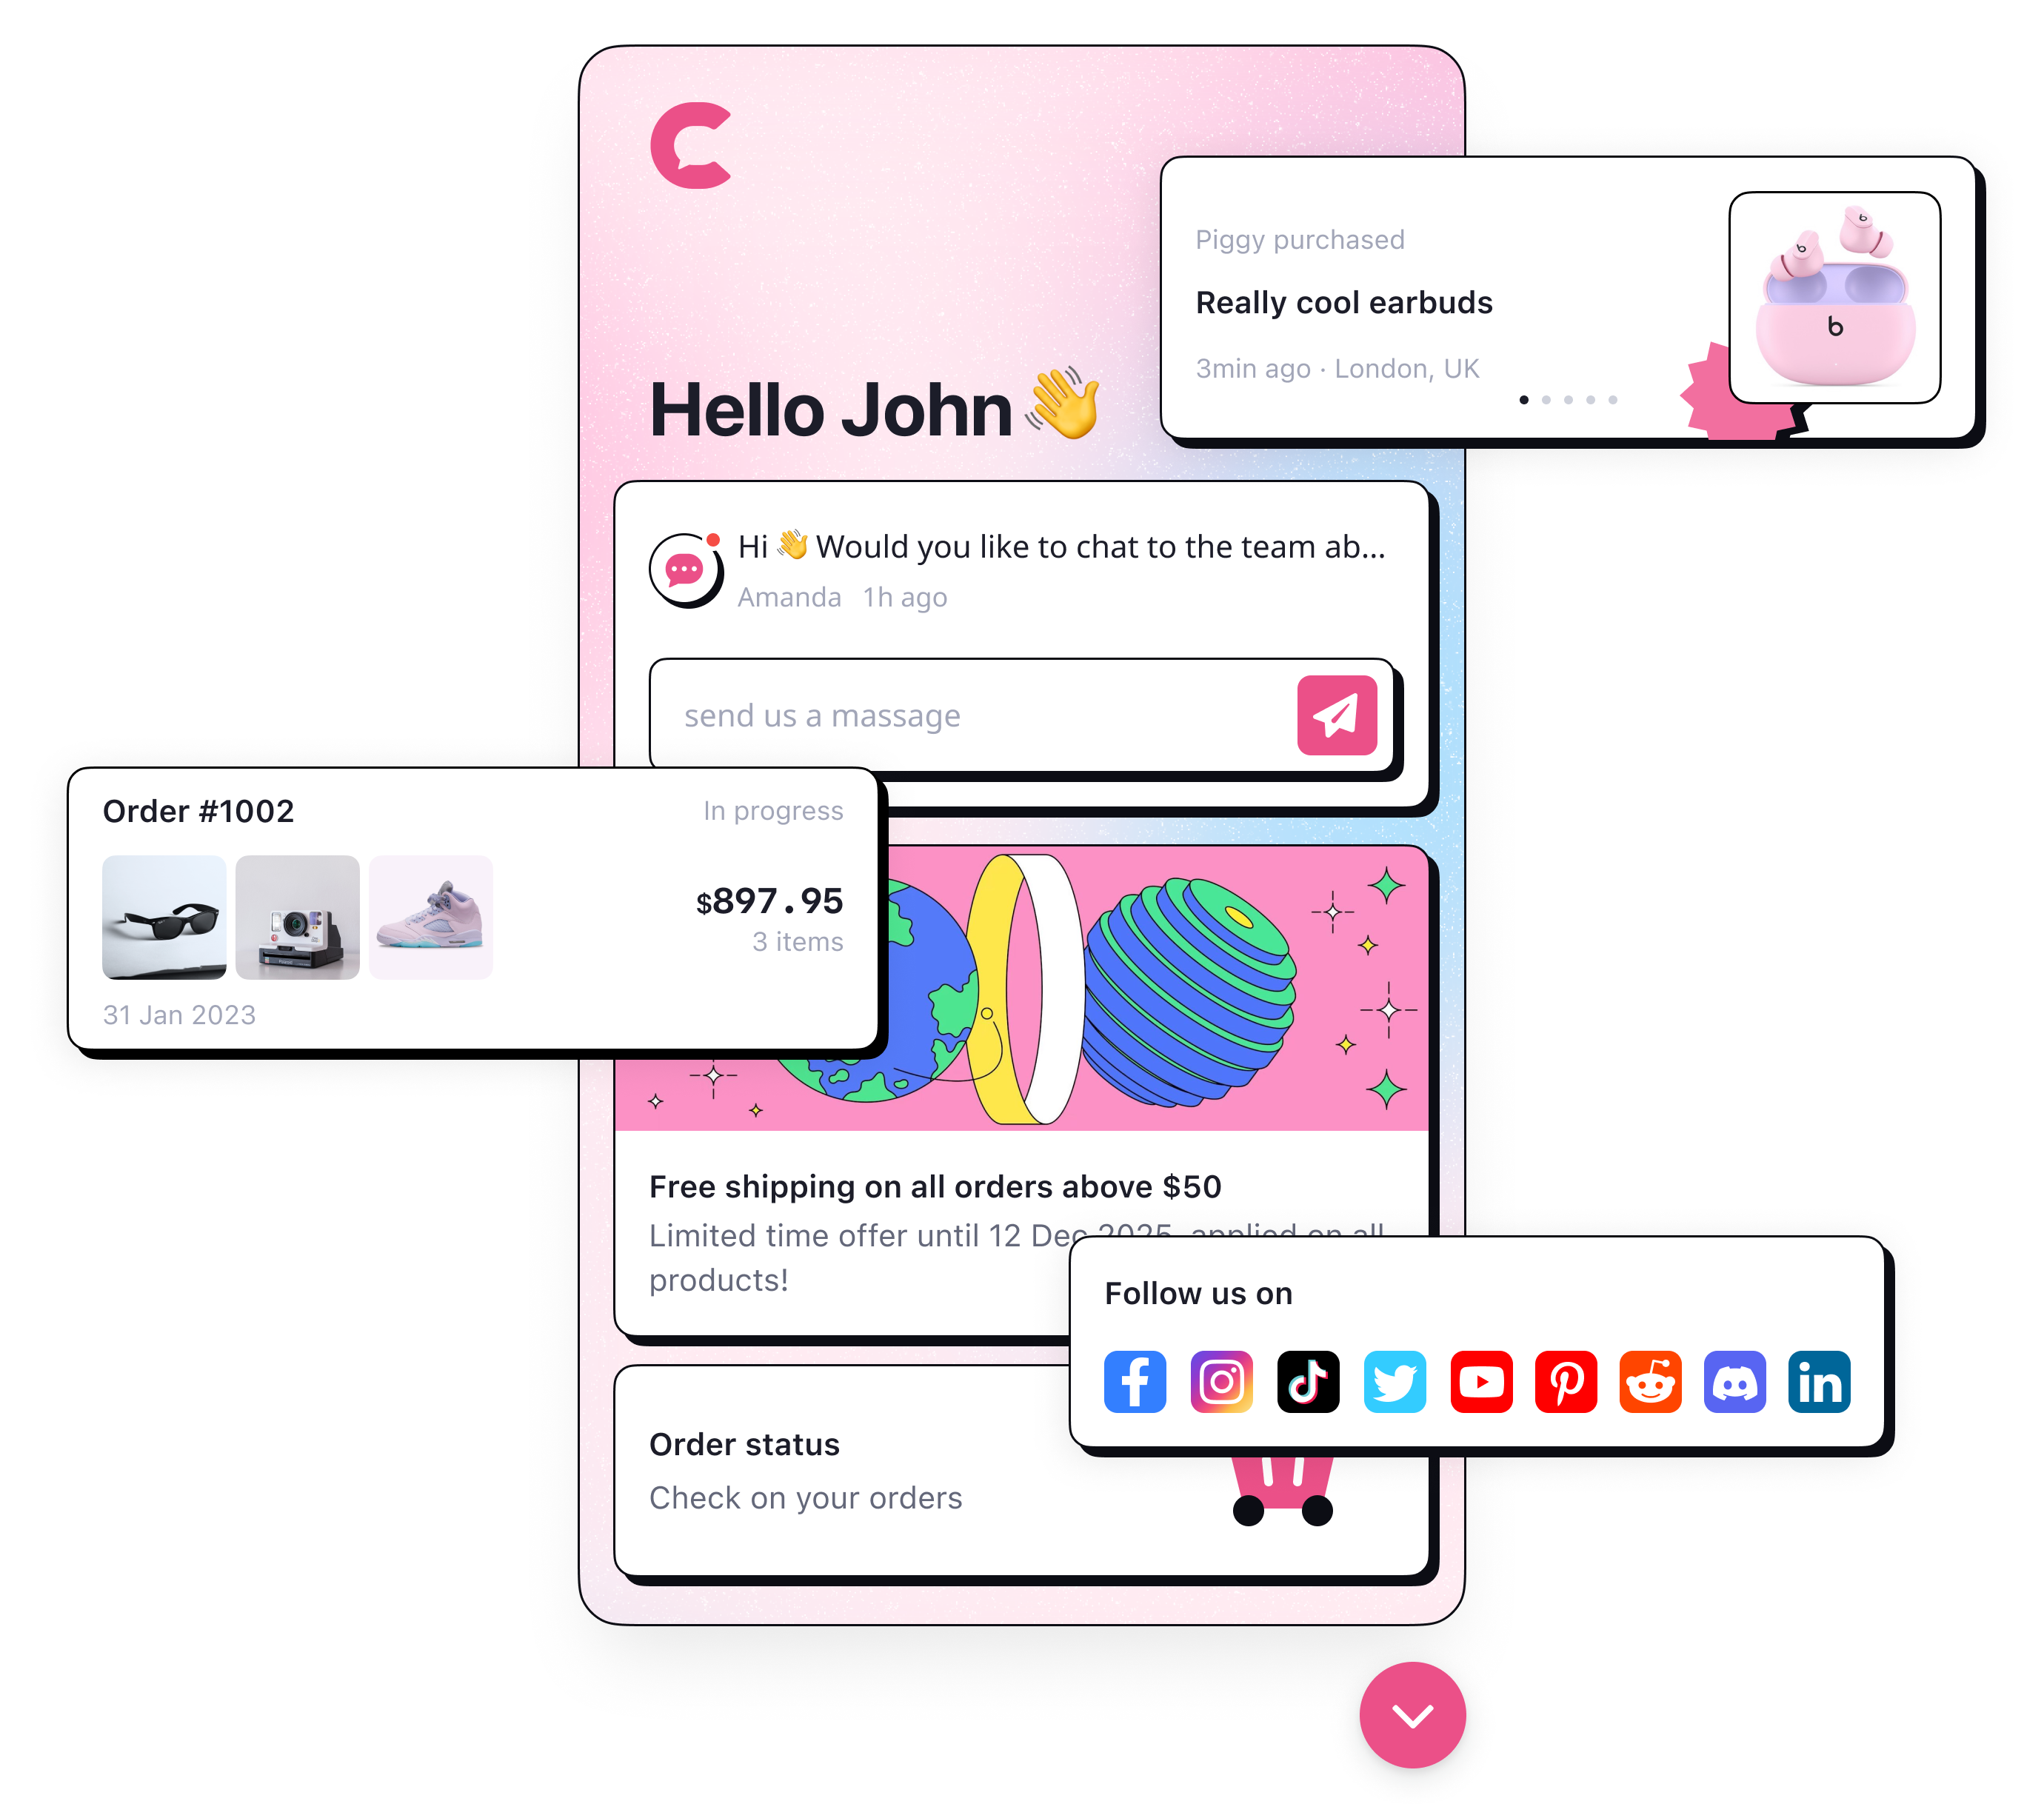 Piggy purchased
Really cool earbuds
3min ago · London, UK
Hello John 👋
Hi 👋 Would you like to chat to the team ab...
Amanda 1h ago
send us a massage
Order #1002
In progress
$897.95
3 items
31 Jan 2023
Free shipping on all orders above $50
Limited time offer until 12 Dec 2025, applied on all
products!
Follow us on
in
Order status
Check on your orders